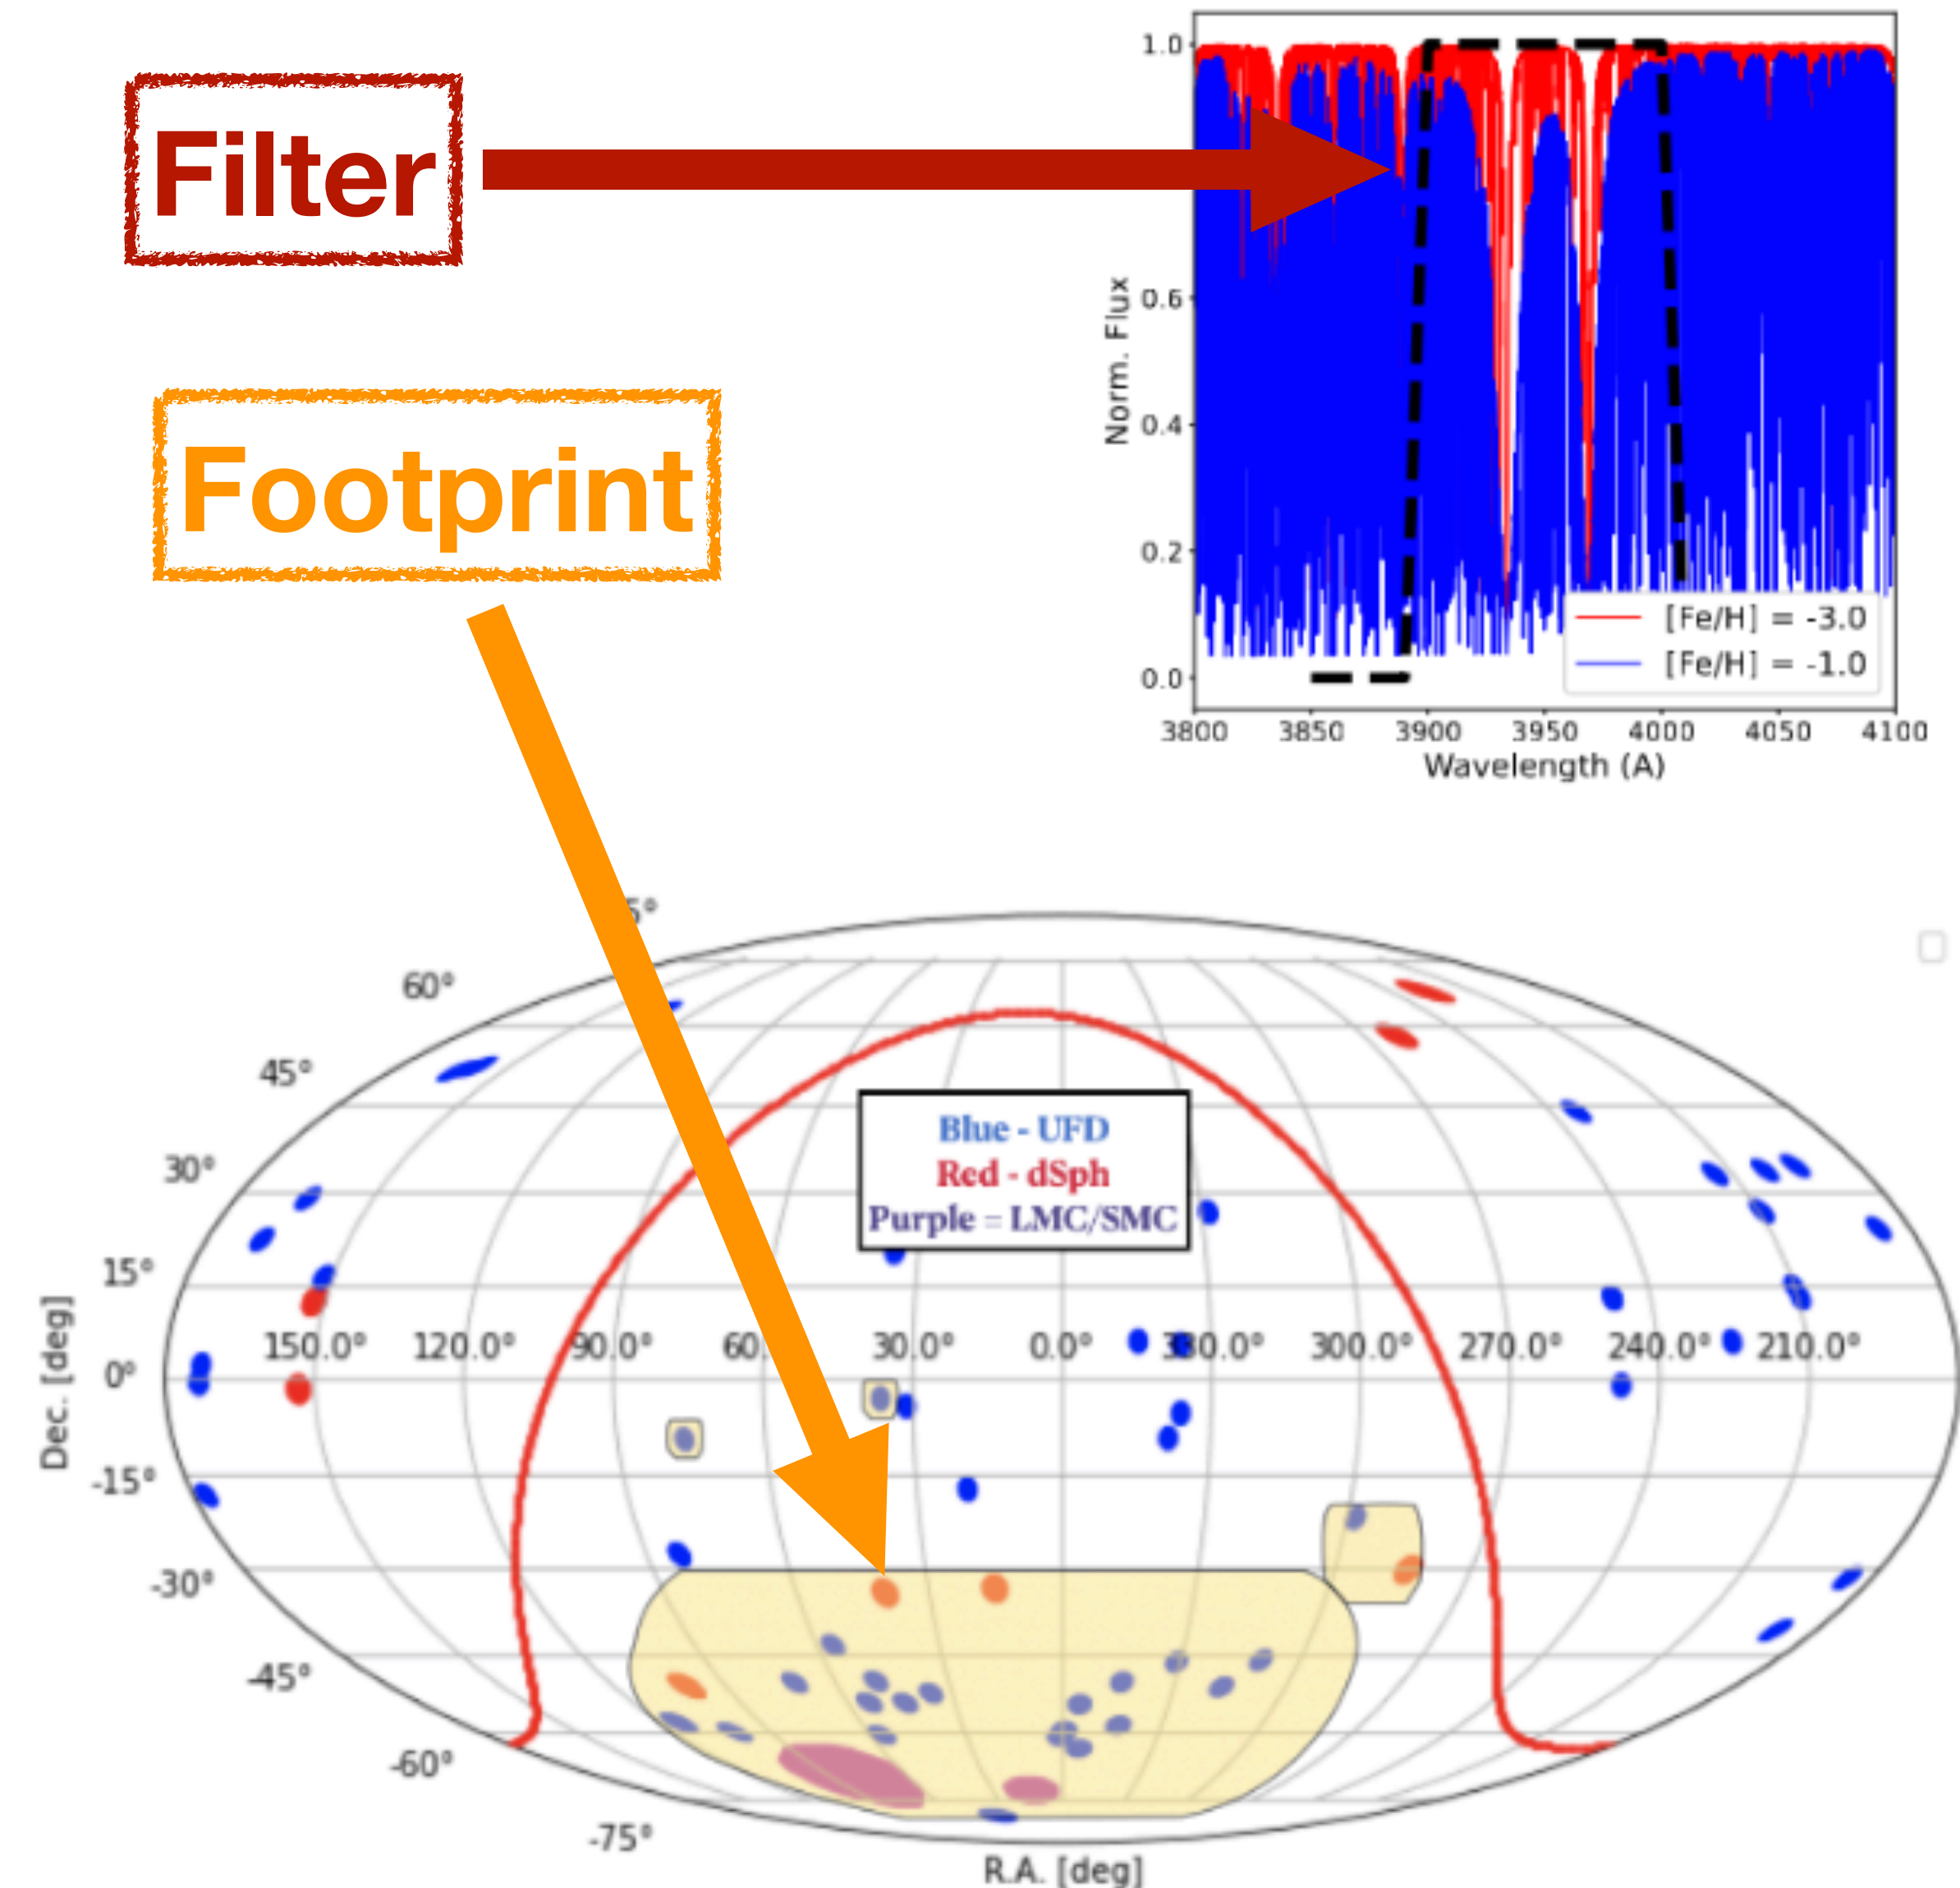 Filter
Footprint
1.0
0.6
0.4
0.2
0.0
Norm. Flux
[Fe/H] = -3.0
[Fe/H] = -1.0
3800 3850 3900 3950 4000 4050 4100
Wavelength (A)
60°
45°
30°
15°
0°
-15°
-30°
-45°
-60°
-75°
Dec. [deg]
Blue - UFD
Red - dSph
Purple = LMC/SMC
150.0° 120.0° 90.0° 60. 30.0° 0.0° 330.0° 300.0° 270.0° 240.0° 210.0°
R.A. [deg]